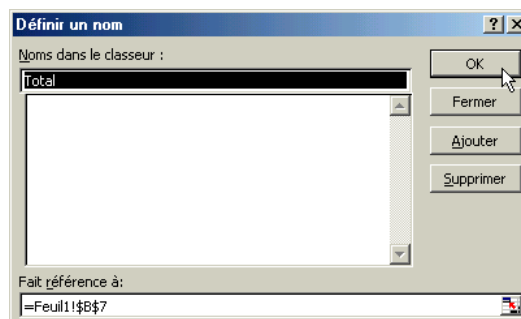 Définir un nom
Noms dans le classeur :
Total
OK
Fermer
Ajouter
Supprimer
Fait référence à:
=Feuil1!$B$7